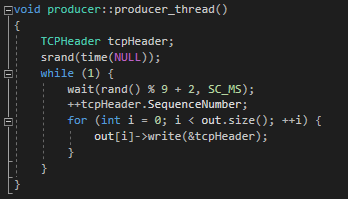 void producer::producer_thread()
{
    TCPHeader tcpHeader;
    srand(time(NULL));
    while (1) {
        wait(rand() % 9 + 2, SC_MS);
        ++tcpHeader.SequenceNumber;
        for (int i = 0; i < out.size(); ++i) {
            out[i]->write(&tcpHeader);
        }
    }
}